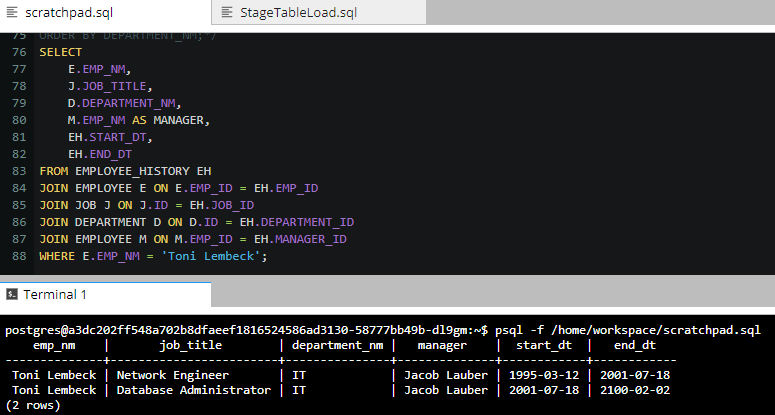 scratchpad.sql StageTableLoad.sql
75 ORDER BY DEPARTMENT_NM;*/
76 SELECT
77 E.EMP_NM,
78 J.JOB_TITLE,
79 D.DEPARTMENT_NM,
80 M.EMP_NM AS MANAGER,
81 EH.START_DT,
82 EH.END_DT
83 FROM EMPLOYEE_HISTORY EH
84 JOIN EMPLOYEE E ON E.EMP_ID = EH.EMP_ID
85 JOIN JOB J ON J.ID = EH.JOB_ID
86 JOIN DEPARTMENT D ON D.ID = EH.DEPARTMENT_ID
87 JOIN EMPLOYEE M ON M.EMP_ID = EH.MANAGER_ID
88 WHERE E.EMP_NM = 'Toni Lembeck';
Terminal 1
postgres@a3dc202ff548a702b8dfaeef1816524586ad3130-58777bb49b-dl9gm:~$ psql -f /home/workspace/scratchpad.sql
emp_nm | job_title | department_nm | manager | start_dt | end_dt
--------------+------------------------+---------------+--------------+------------+------------
Toni Lembeck | Network Engineer | IT | Jacob Lauber | 1995-03-12 | 2001-07-18
Toni Lembeck | Database Administrator | IT | Jacob Lauber | 2001-07-18 | 2100-02-02
(2 rows)